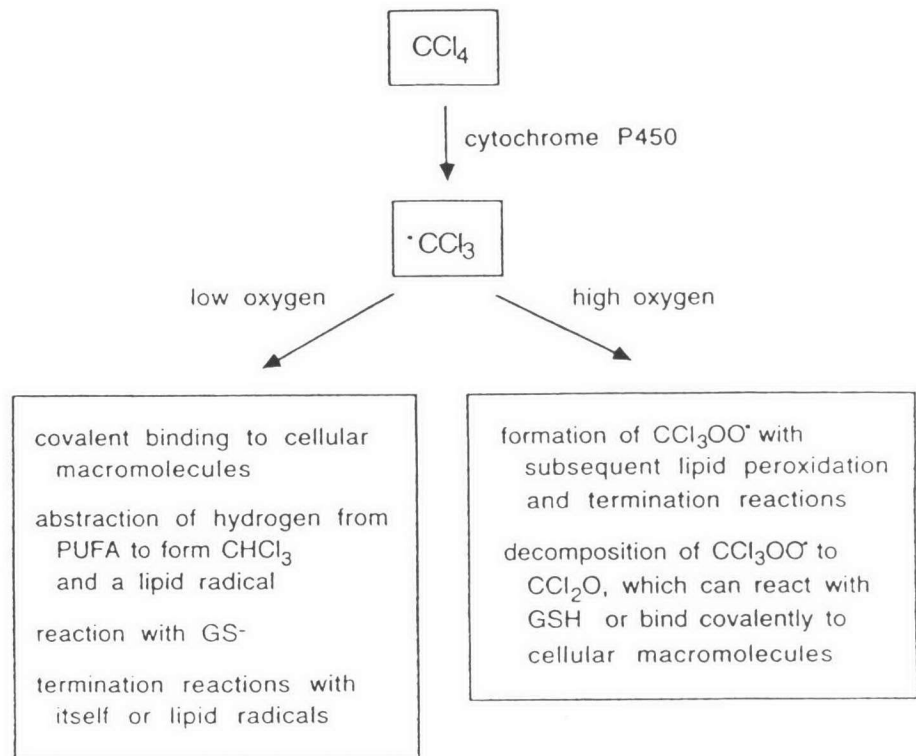 CCl₄
cytochrome P450
·CCl₃
low oxygen
high oxygen
covalent binding to cellular
macromolecules
abstraction of hydrogen from
PUFA to form CHCl₃
and a lipid radical
reaction with GS-
termination reactions with
itself or lipid radicals
formation of CCl₃OO· with
subsequent lipid peroxidation
and termination reactions
decomposition of CCl₃OO· to
CCl₂O, which can react with
GSH or bind covalently to
cellular macromolecules